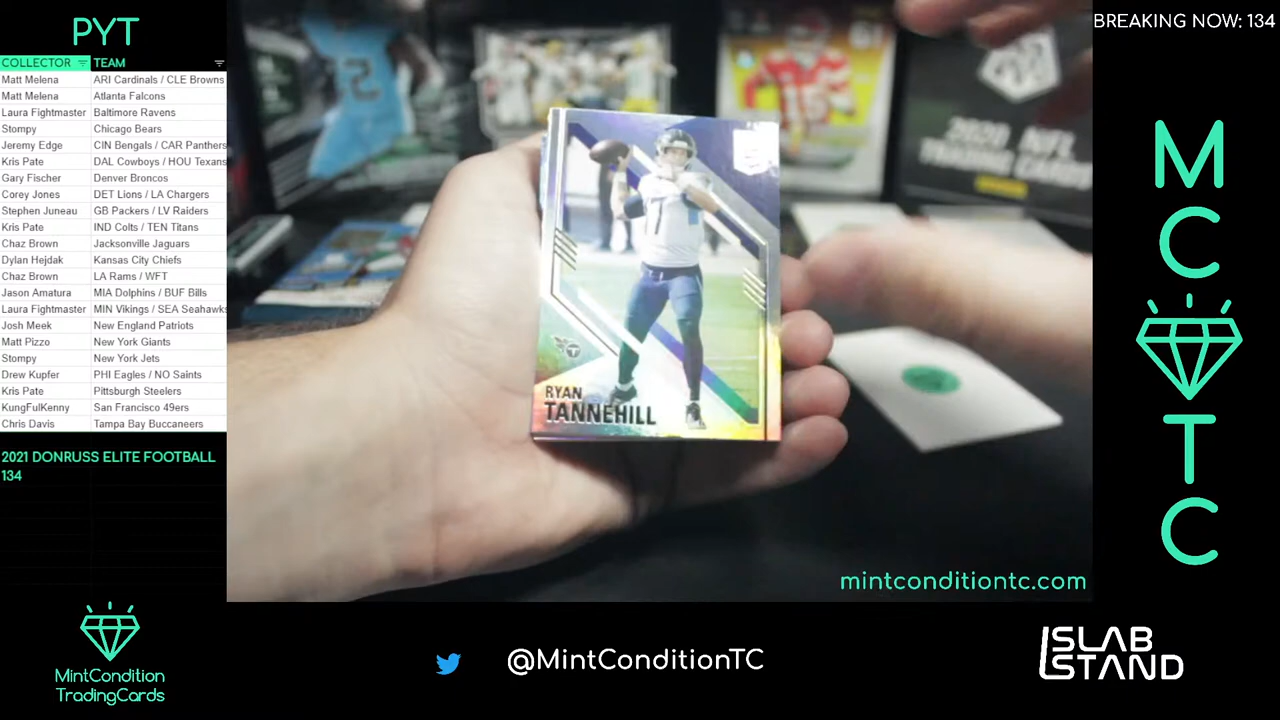 PYT
COLLECTOR TEAM
Matt Melena ARI Cardinals / CLE Browns
Matt Melena Atlanta Falcons
Laura Fightmaster Baltimore Ravens
Stompy Chicago Bears
Jeremy Edge CIN Bengals / CAR Panthers
Kris Pate DAL Cowboys / HOU Texans
Gary Fischer Denver Broncos
Corey Jones DET Lions / LA Chargers
Stephen Juneau GB Packers / LV Raiders
Kris Pate IND Colts / TEN Titans
Chaz Brown Jacksonville Jaguars
Dylan Hejdak Kansas City Chiefs
Chaz Brown LA Rams / WFT
Jason Amatura MIA Dolphins / BUF Bills
Laura Fightmaster MIN Vikings / SEA Seahawks
Josh Meek New England Patriots
Matt Pizzo New York Giants
Stompy New York Jets
Drew Kupfer PHI Eagles / NO Saints
Kris Pate Pittsburgh Steelers
KungFulKenny San Francisco 49ers
Chris Davis Tampa Bay Buccaneers
2021 DONRUSS ELITE FOOTBALL
134
MintCondition
TradingCards
RYAN
TANNEHILL
2020 NFL
TRADING CARDS
mintconditiontc.com
@MintConditionTC
BREAKING NOW: 134
M
C
T
C
SLAB
STAND